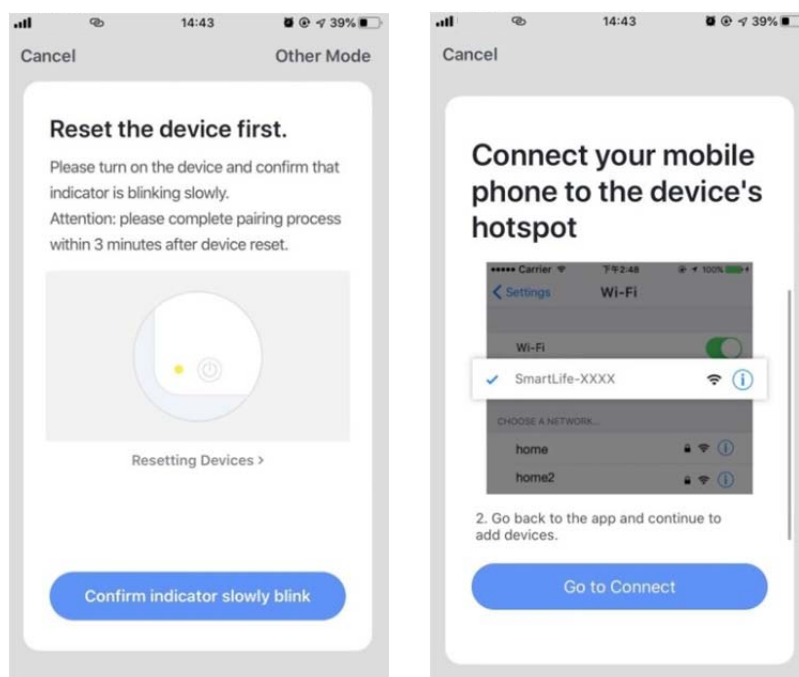 14:43
39%
Cancel
Other Mode
Reset the device first.
Please turn on the device and confirm that
indicator is blinking slowly.
Attention: please complete pairing process
within 3 minutes after device reset.
Resetting Devices >
Confirm indicator slowly blink
14:43
39%
Cancel
Connect your mobile
phone to the device's
hotspot
Carrier
下午2:48
100%
Settings
Wi-Fi
Wi-Fi
SmartLife-XXXX
CHOOSE A NETWORK...
home
home2
2. Go back to the app and continue to
add devices.
Go to Connect